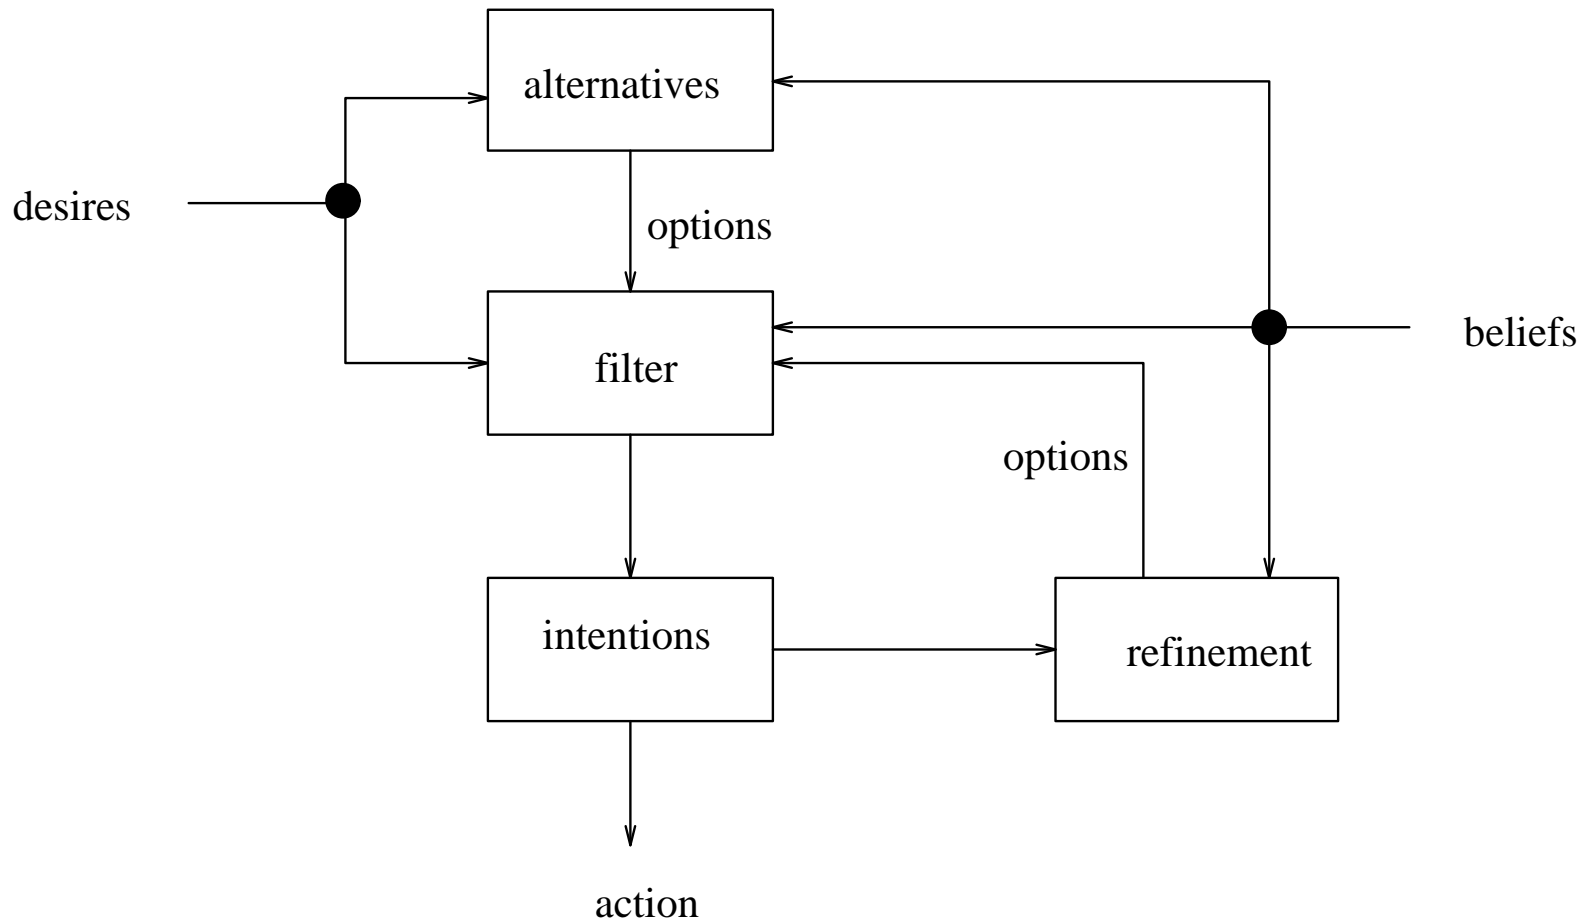 alternatives
desires
options
beliefs
filter
options
intentions
refinement
action